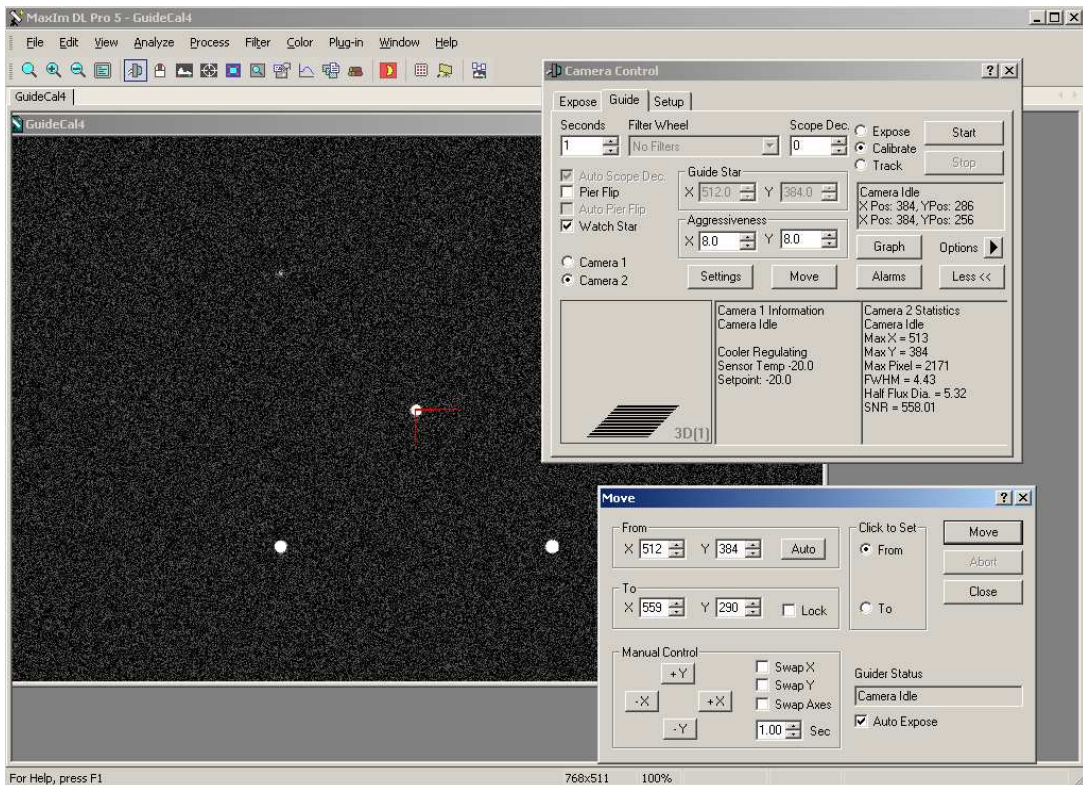 MaxIm DL Pro 5 - GuideCal4
File Edit View Analyze Process Filter Color Plug-in Window Help
GuideCal4
GuideCal4
Camera Control
Expose Guide Setup
Seconds Filter Wheel Scope Dec.
1 No Filters 0
Expose
Calibrate
Track
Start
Stop
Auto Scope Dec.
Pier Flip
Auto Pier Flip
Watch Star
Guide Star
X 512.0 Y 384.0
Aggressiveness
X 8.0 Y 8.0
Camera Idle
X Pos: 384, YPos: 286
X Pos: 384, YPos: 256
Graph Options
Camera 1
Camera 2
Settings Move Alarms Less <<
3D(1)
Camera 1 Information
Camera Idle
Cooler Regulating
Sensor Temp -20.0
Setpoint: -20.0
Camera 2 Statistics
Camera Idle
Max X = 513
Max Y = 384
Max Pixel = 2171
FWHM = 4.43
Half Flux Dia. = 5.32
SNR = 558.01
Move
From
X 512 Y 384 Auto
To
X 559 Y 290 Lock
Click to Set
From
To
Move
Abort
Close
Manual Control
+Y
-X +X
-Y
Swap X
Swap Y
Swap Axes
1.00 Sec
Guider Status
Camera Idle
Auto Expose
For Help, press F1 768x511 100%